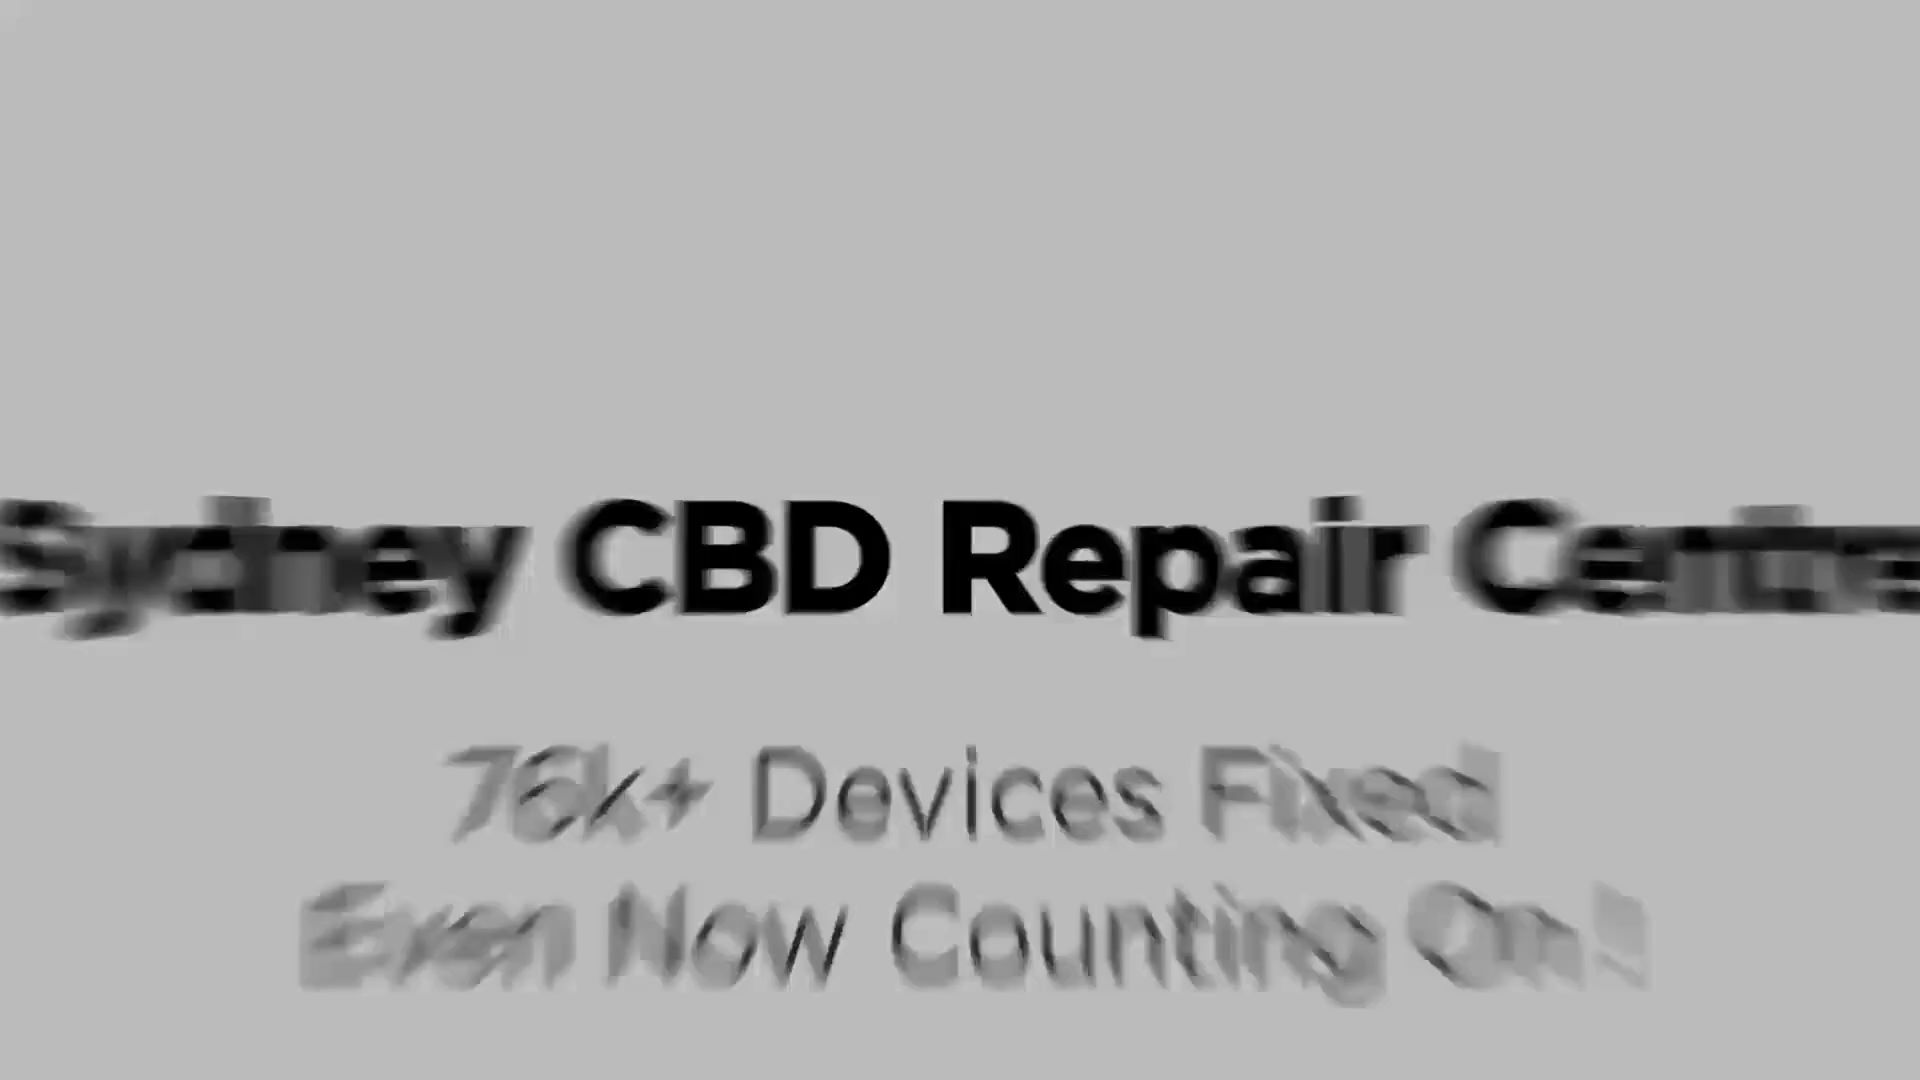 Sydney CBD Repair Centre
76k+ Devices Fixed
Even Now Counting On !